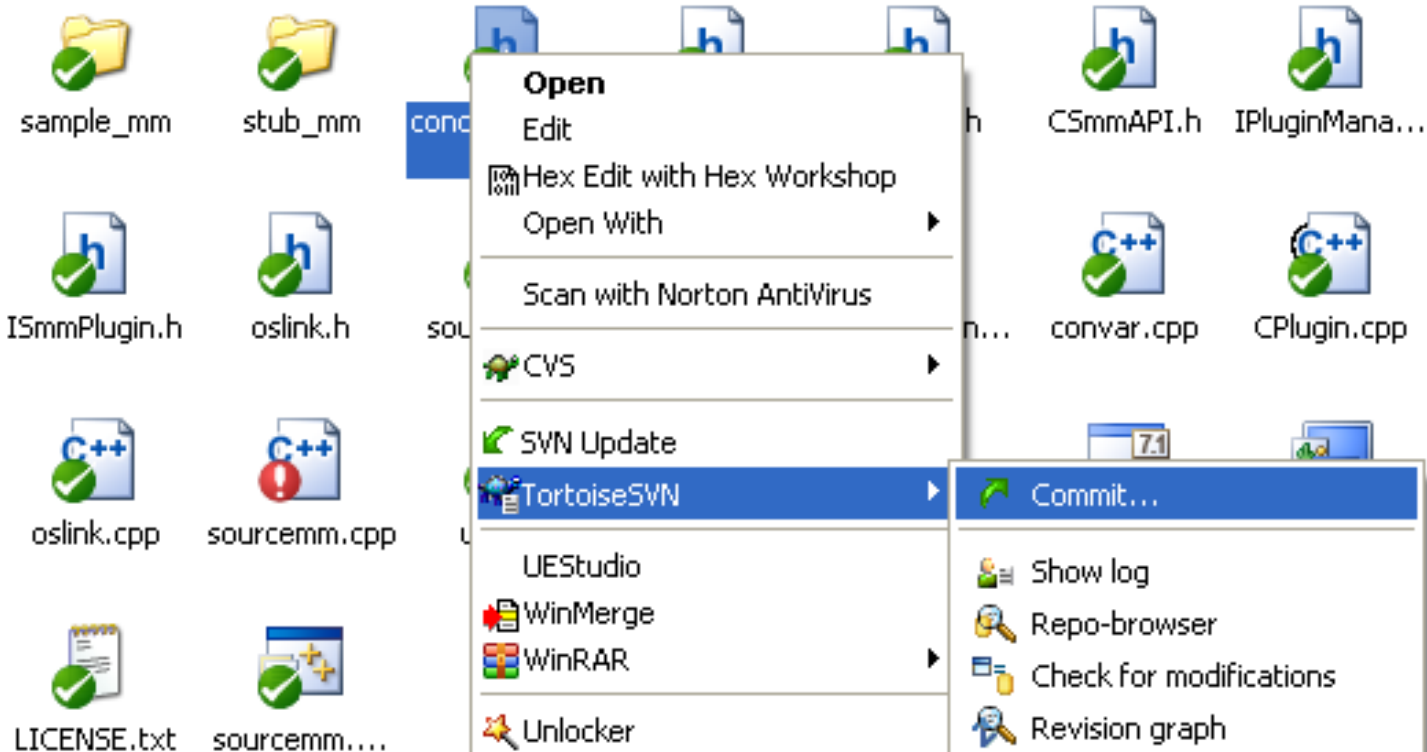 sample_mm
stub_mm
conc
h
CSmmAPI.h
IPluginMana...
ISmmPlugin.h
oslink.h
sou
n...
convar.cpp
CPlugin.cpp
oslink.cpp
sourcemm.cpp
LICENSE.txt
sourcemm....
Open
Edit
Hex Edit with Hex Workshop
Open With
Scan with Norton AntiVirus
CVS
SVN Update
TortoiseSVN
UEStudio
WinMerge
WinRAR
Unlocker
Commit...
Show log
Repo-browser
Check for modifications
Revision graph
h
h
h
h
h
h
h
C++
C++
C++
C++
7.1